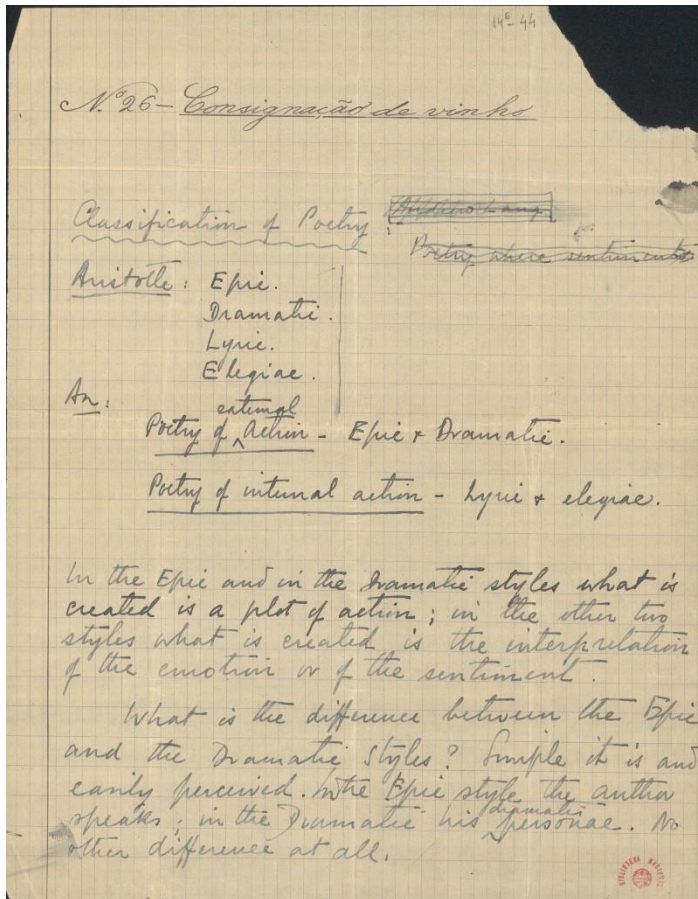 14E-44
Nº 26 - Consignação de vinho
Classification of Poetry
Poetry where sentiments
Aristotle: Epic.
Dramatic.
Lyric.
Elegiac.
An:
external
Poetry of ^ Action - Epic + Dramatic.
Poetry of internal action - Lyric + elegiac.
In the Epic and in the Dramatic styles what is
created is a plot of action; in the other two
styles what is created is the interpretation
of the emotion or of the sentiment.
What is the difference between the Epic
and the Dramatic Styles? Simple it is and
easily perceived. In the Epic style the author
dramatis
speaks; in the Dramatic his ^ personae. No
other difference at all.
BIBLIOTECA NACIONAL